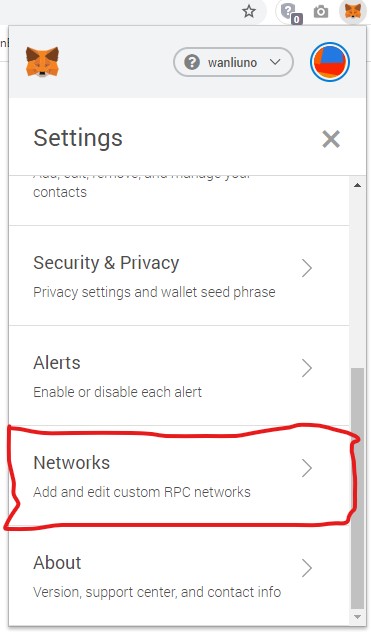 0
wanliuno
Settings
Add, edit, remove, and manage your
contacts
Security & Privacy
Privacy settings and wallet seed phrase
Alerts
Enable or disable each alert
Networks
Add and edit custom RPC networks
About
Version, support center, and contact info